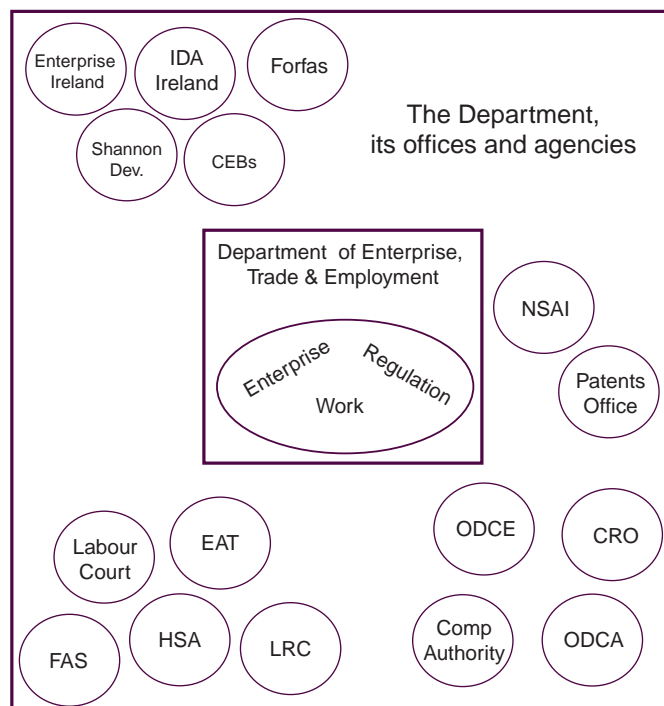 Enterprise
Ireland
IDA
Ireland
Forfas
Shannon
Dev.
CEBs
The Department,
its offices and agencies
Department of Enterprise,
Trade & Employment
Enterprise
Regulation
Work
NSAI
Patents
Office
Labour
Court
EAT
FAS
HSA
LRC
ODCE
CRO
Comp
Authority
ODCA